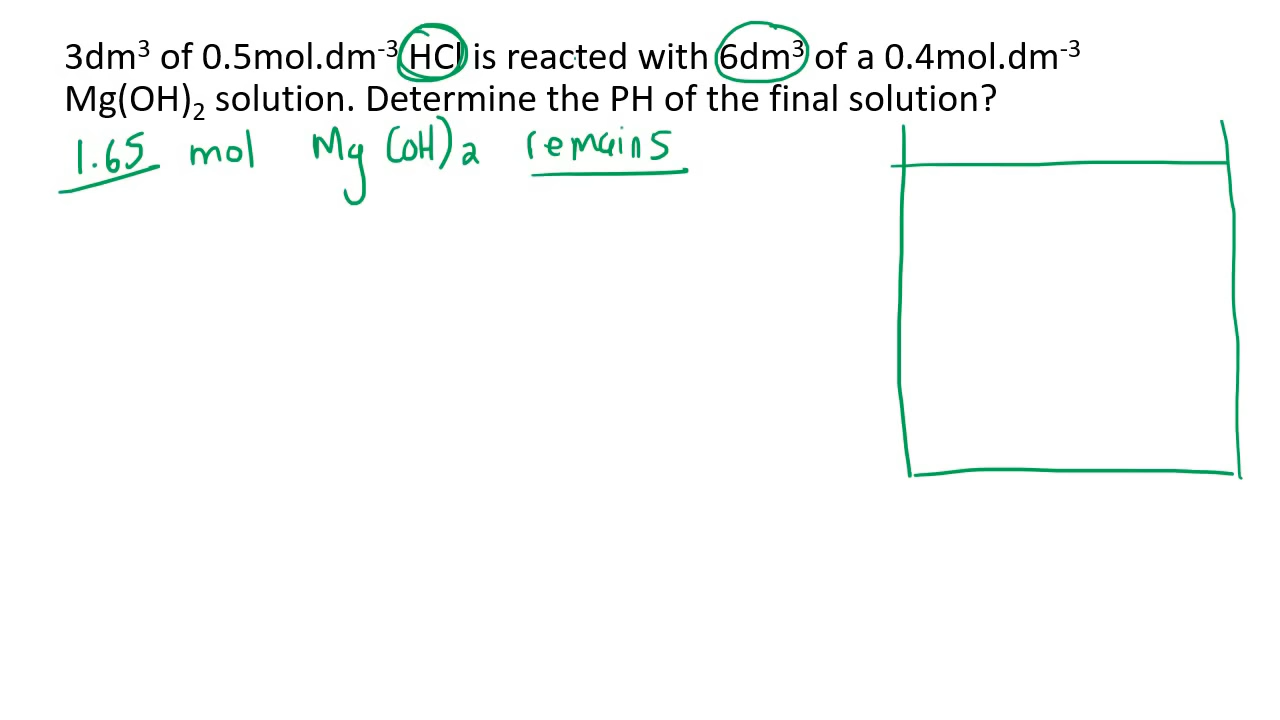 3dm³ of 0.5mol.dm⁻³ HCl is reacted with 6dm³ of a 0.4mol.dm⁻³
Mg(OH)₂ solution. Determine the PH of the final solution?
1.65 mol Mg(OH)₂ remains